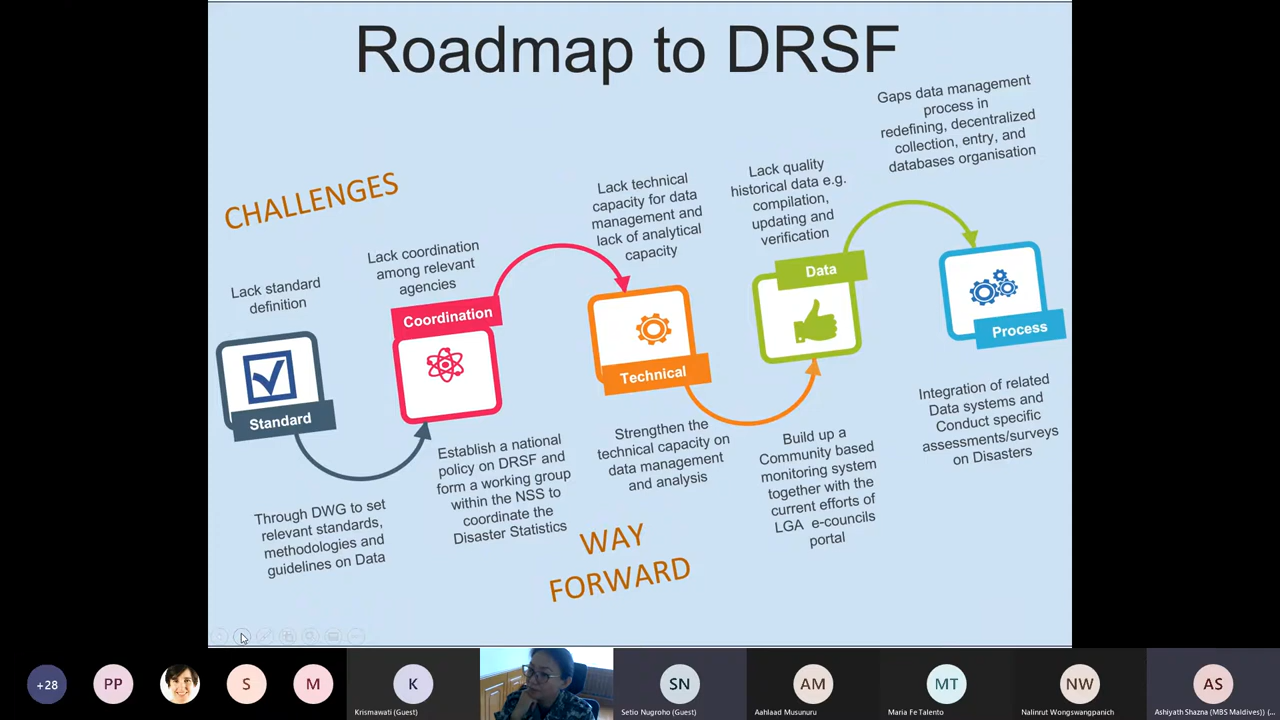 Roadmap to DRSF
CHALLENGES
Lack standard
definition
Standard
Through DWG to set
relevant standards,
methodologies and
guidelines on Data
Lack coordination
among relevant
agencies
Coordination
Establish a national
policy on DRSF and
form a working group
within the NSS to
coordinate the
Disaster Statistics
Lack technical
capacity for data
management and
lack of analytical
capacity
Technical
Strengthen the
technical capacity on
data management
and analysis
Lack quality
historical data e.g.
compilation,
updating and
verification
Data
Build up a
Community based
monitoring system
together with the
current efforts of
LGA e-councils
portal
Gaps data management
process in
redefining, decentralized
collection, entry, and
databases organisation
Process
Integration of related
Data systems and
Conduct specific
assessments/surveys
on Disasters
WAY
FORWARD
+28
PP
S
M
K
Krismawati (Guest)
SN
Setio Nugroho (Guest)
AM
Aahlaad Musunuru
MT
Maria Fe Talento
NW
Nalinrut Wongswangpanich
AS
Ashiyath Shazna (MBS Maldives)) (...